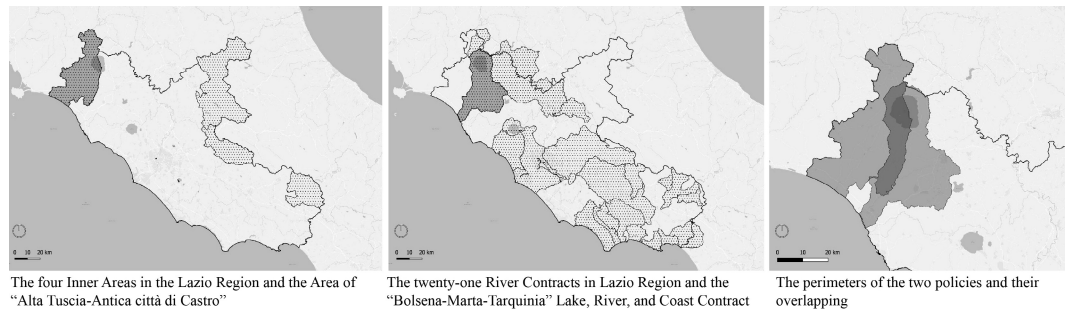 0 10 20 km
0 10 20 km
0 10 20 km
The four Inner Areas in the Lazio Region and the Area of
“Alta Tuscia-Antica città di Castro”
The twenty-one River Contracts in Lazio Region and the
“Bolsena-Marta-Tarquinia” Lake, River, and Coast Contract
The perimeters of the two policies and their
overlapping